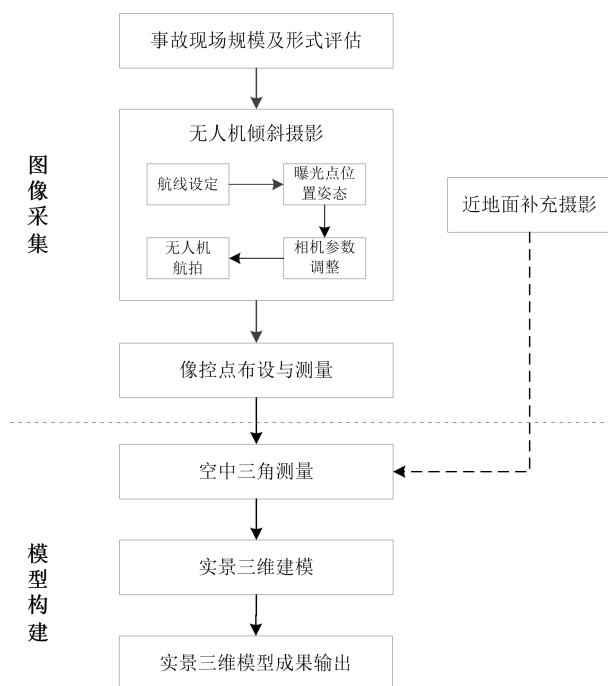 事故现场规模及形式评估
图像采集
无人机倾斜摄影
航线设定
曝光点位
置姿态
无人机
航拍
相机参数
调整
近地面补充摄影
像控点布设与测量
空中三角测量
模型构建
实景三维建模
实景三维模型成果输出